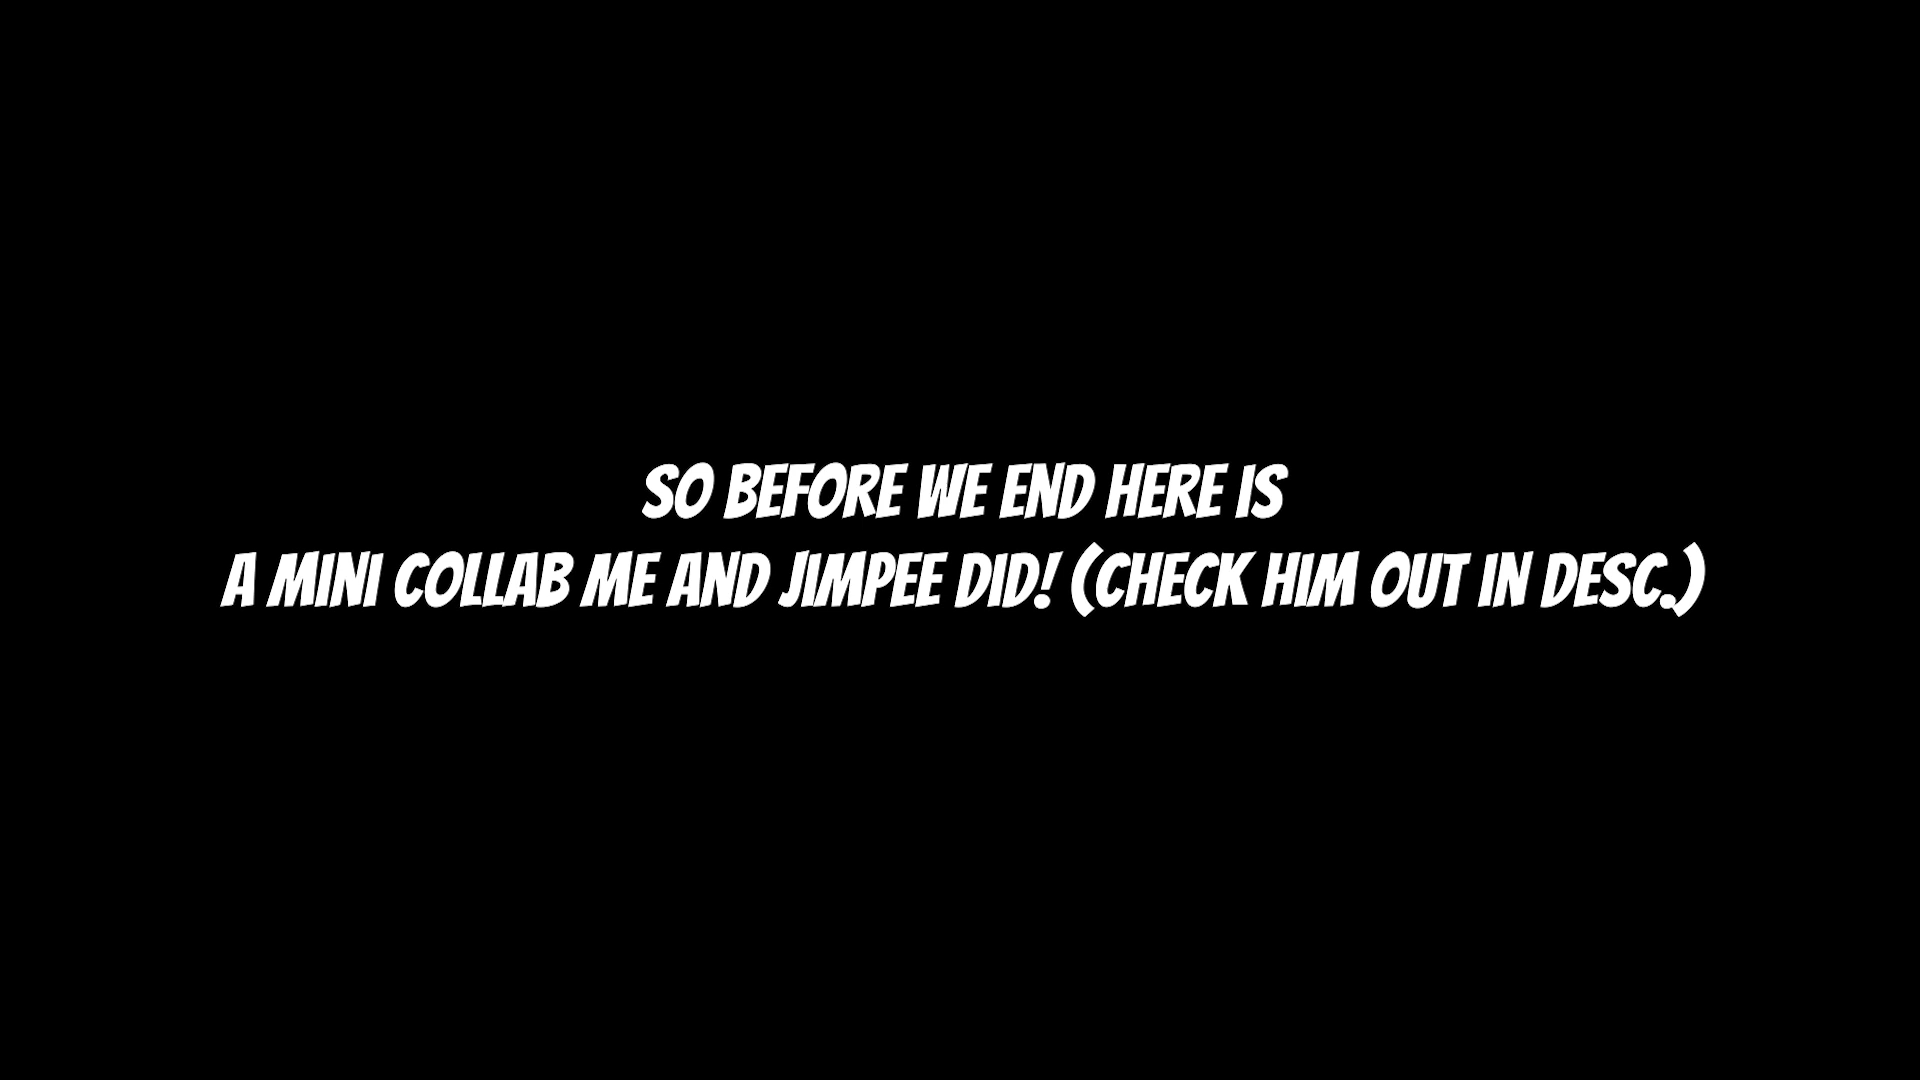 SO BEFORE WE END HERE IS
A MINI COLLAB ME AND JIMPEE DID! (CHECK HIM OUT IN DESC.)